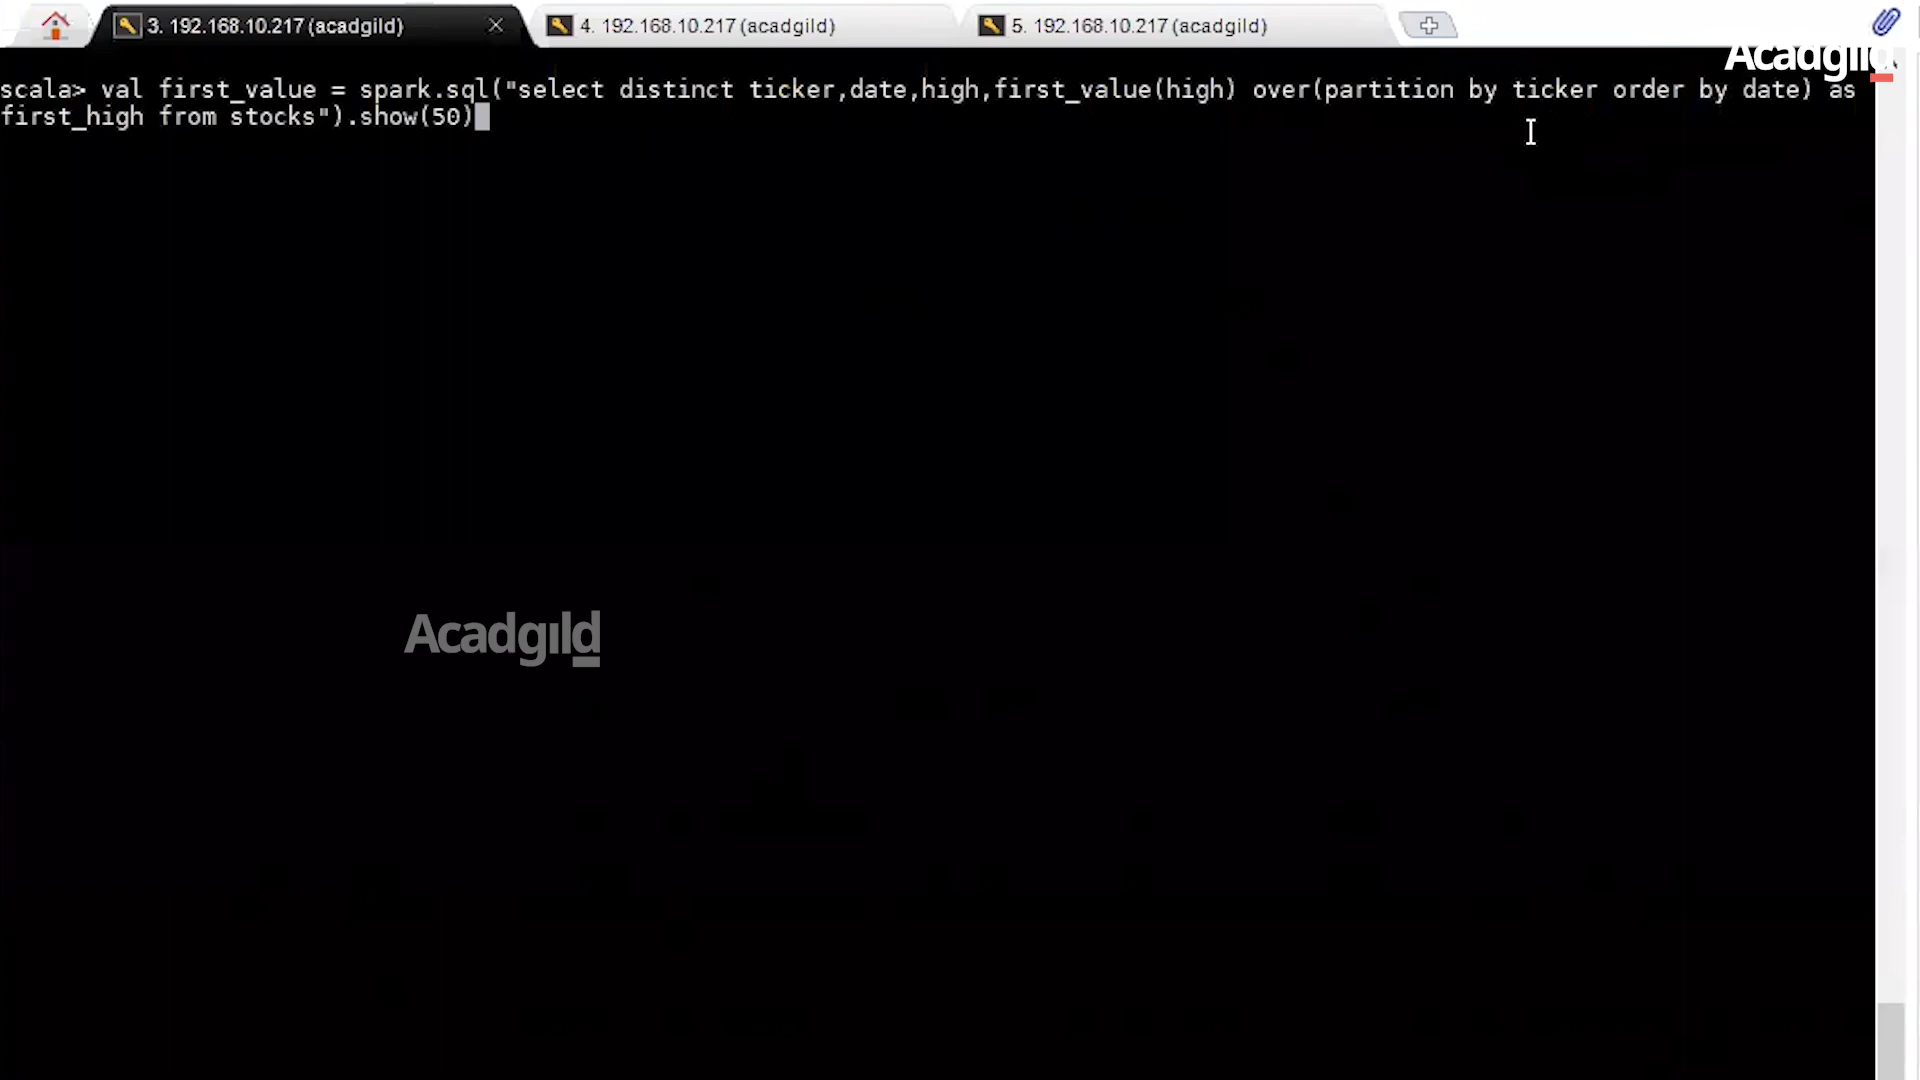 3. 192.168.10.217 (acadgild)
4. 192.168.10.217 (acadgild)
5. 192.168.10.217 (acadgild)
Acadgıld
scala> val first_value = spark.sql("select distinct ticker,date,high,first_value(high) over(partition by ticker order by date) as
first_high from stocks").show(50)
Acadgıld